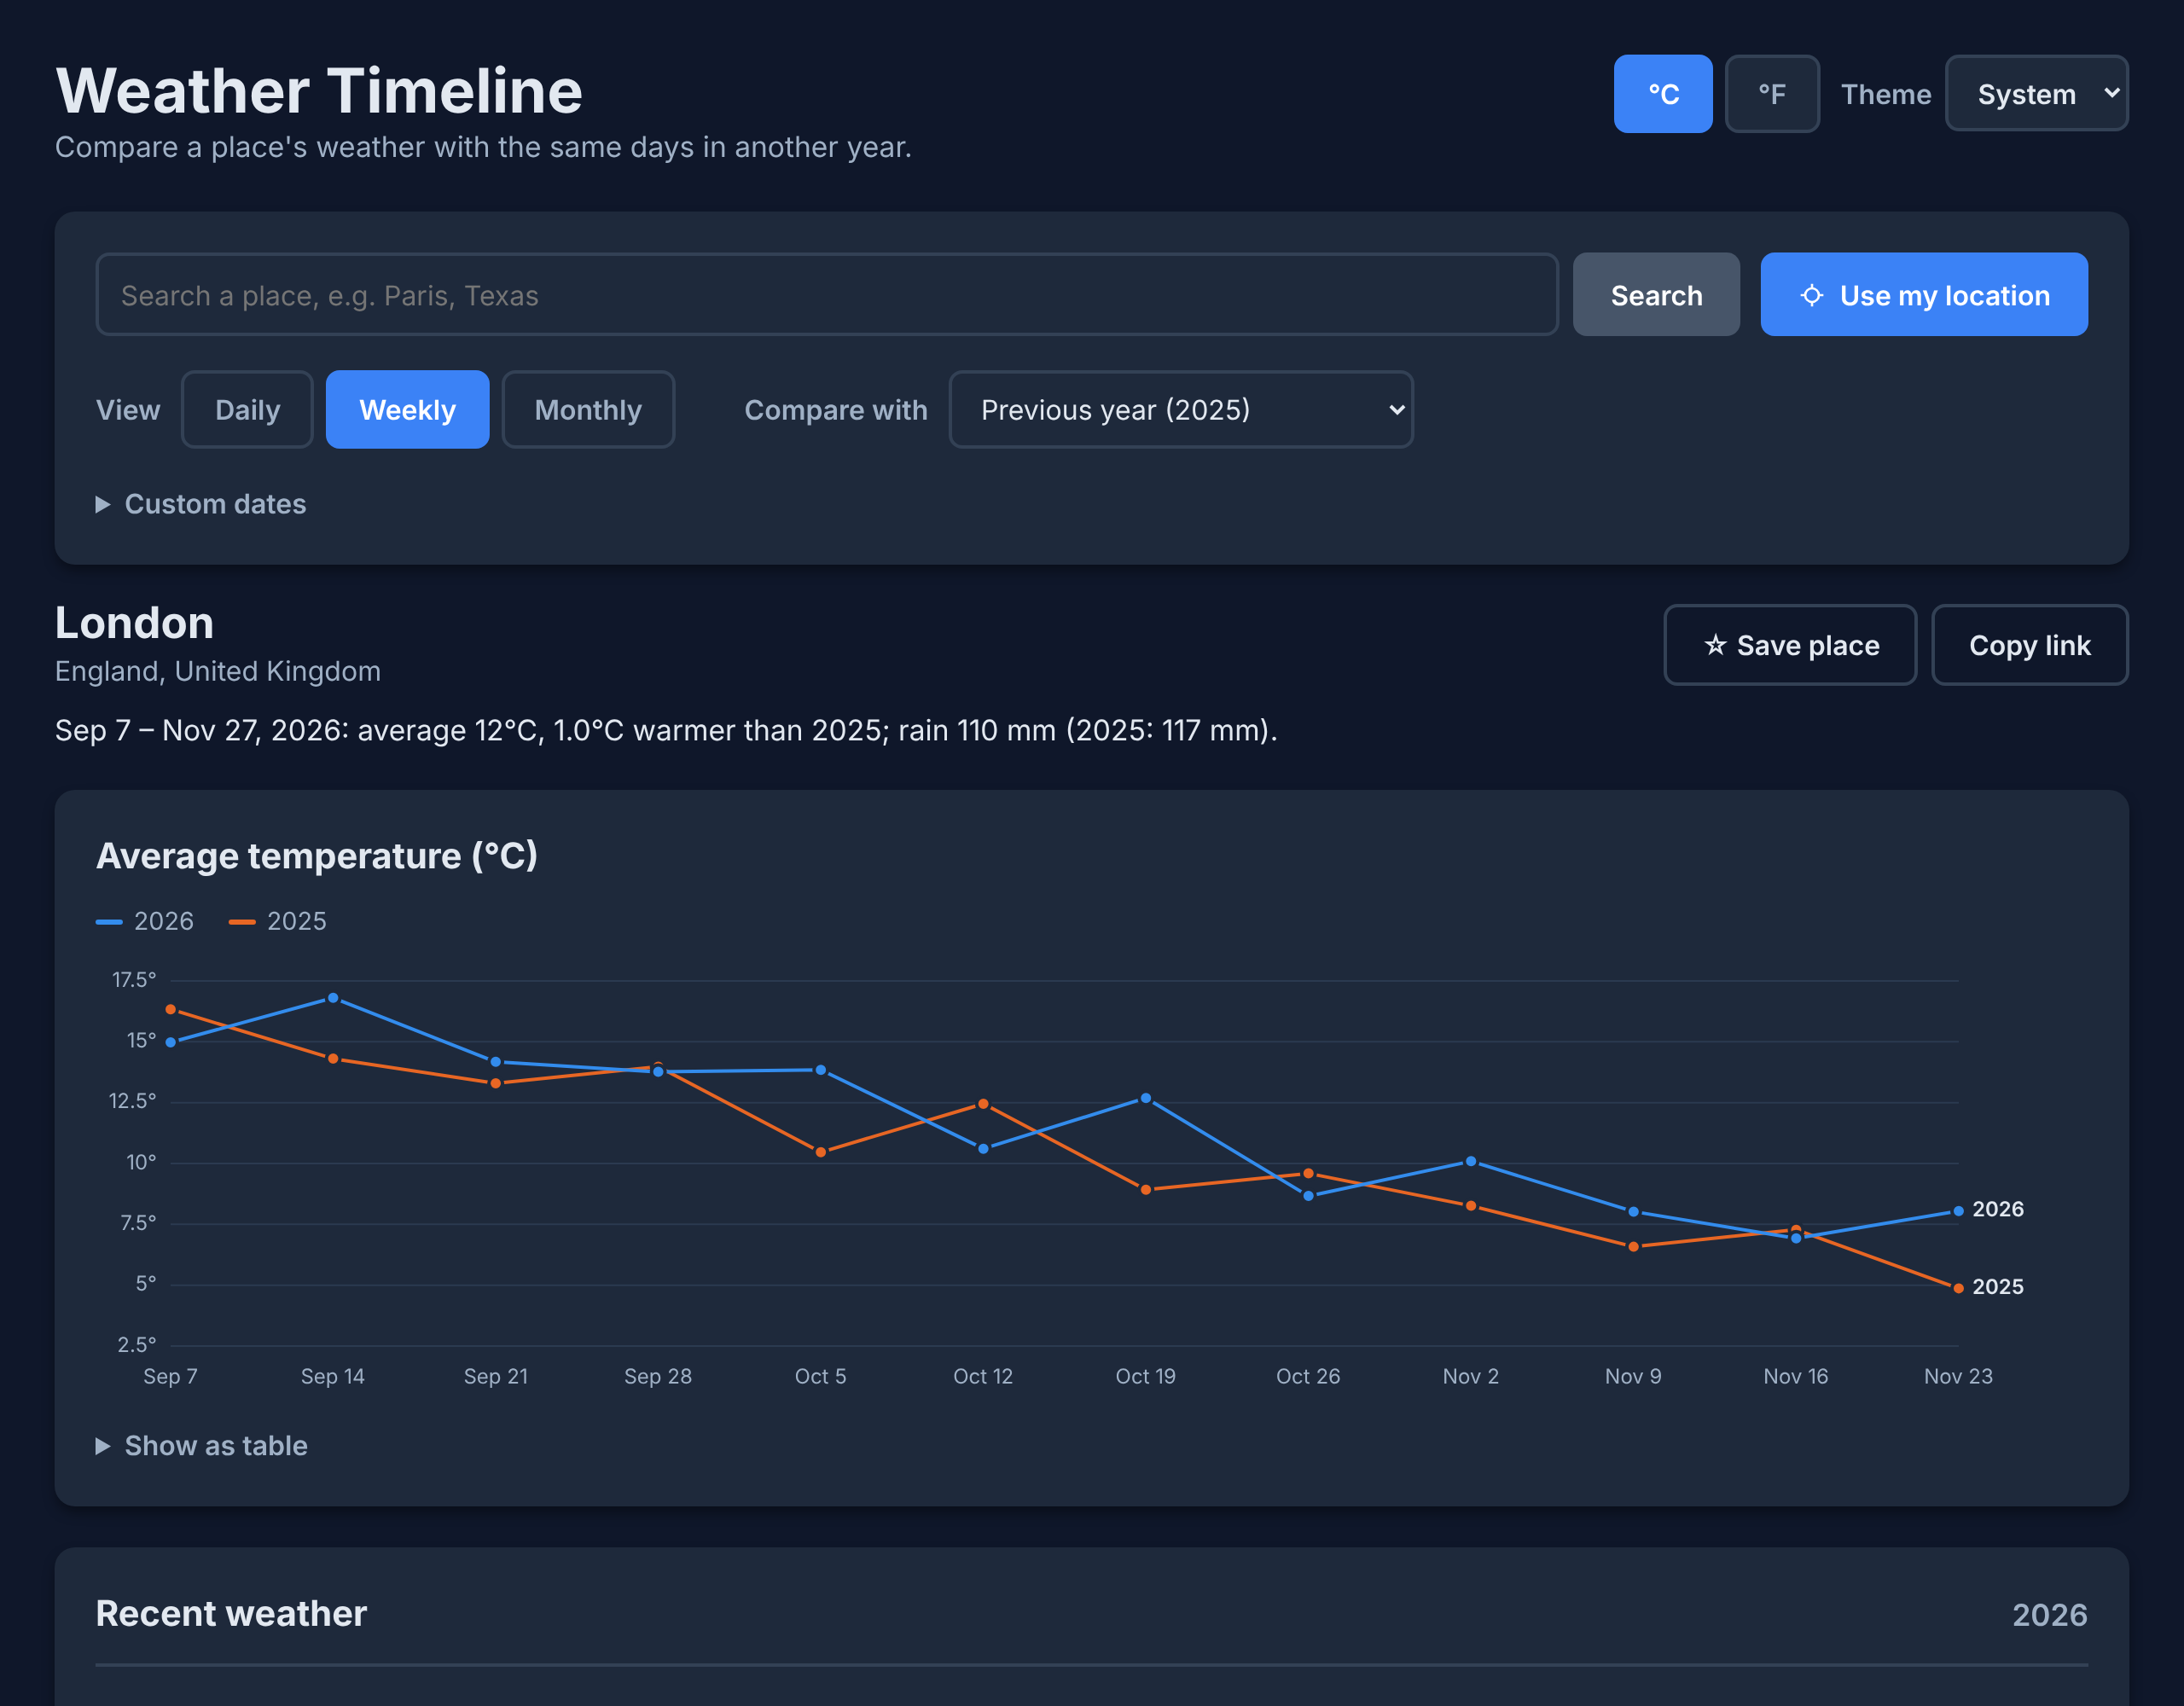 Weather Timeline
°C °F Theme System
Compare a place's weather with the same days in another year.
Search a place, e.g. Paris, Texas Search Use my location
View Daily Weekly Monthly Compare with Previous year (2025)
Custom dates
London
England, United Kingdom
☆ Save place Copy link
Sep 7 – Nov 27, 2026: average 12°C, 1.0°C warmer than 2025; rain 110 mm (2025: 117 mm).
Average temperature (°C)
2026 2025
17.5°
15°
12.5°
10°
7.5°
5°
2.5°
2026
2025
Sep 7 Sep 14 Sep 21 Sep 28 Oct 5 Oct 12 Oct 19 Oct 26 Nov 2 Nov 9 Nov 16 Nov 23
Show as table
Recent weather 2026